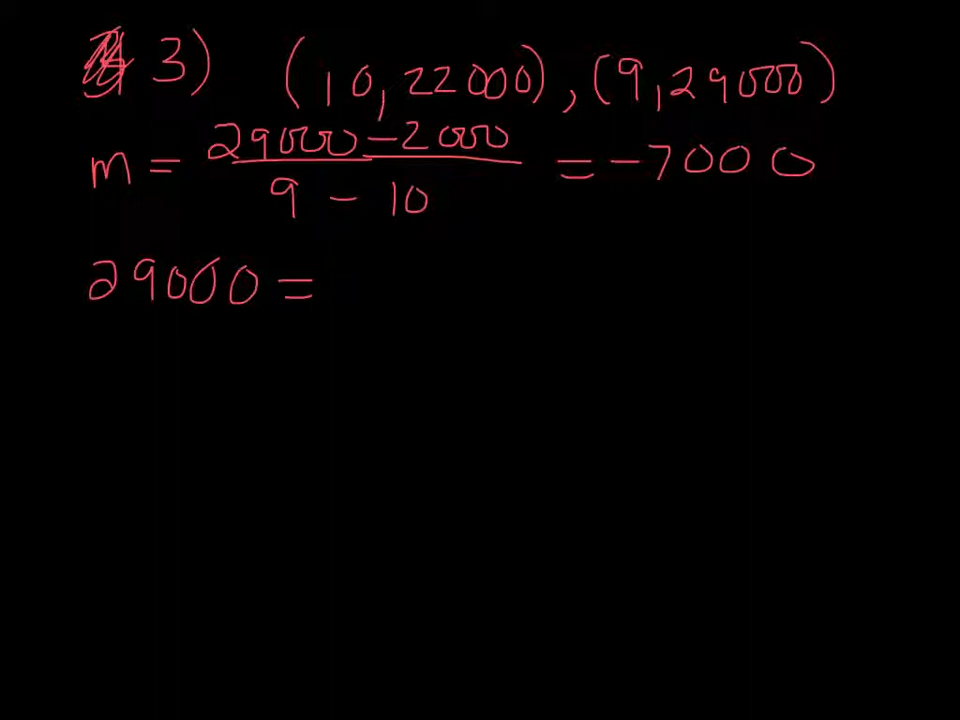 3) (10,22000),(9,29000)
m = 29000-2000/9-10 = -7000
29000 =